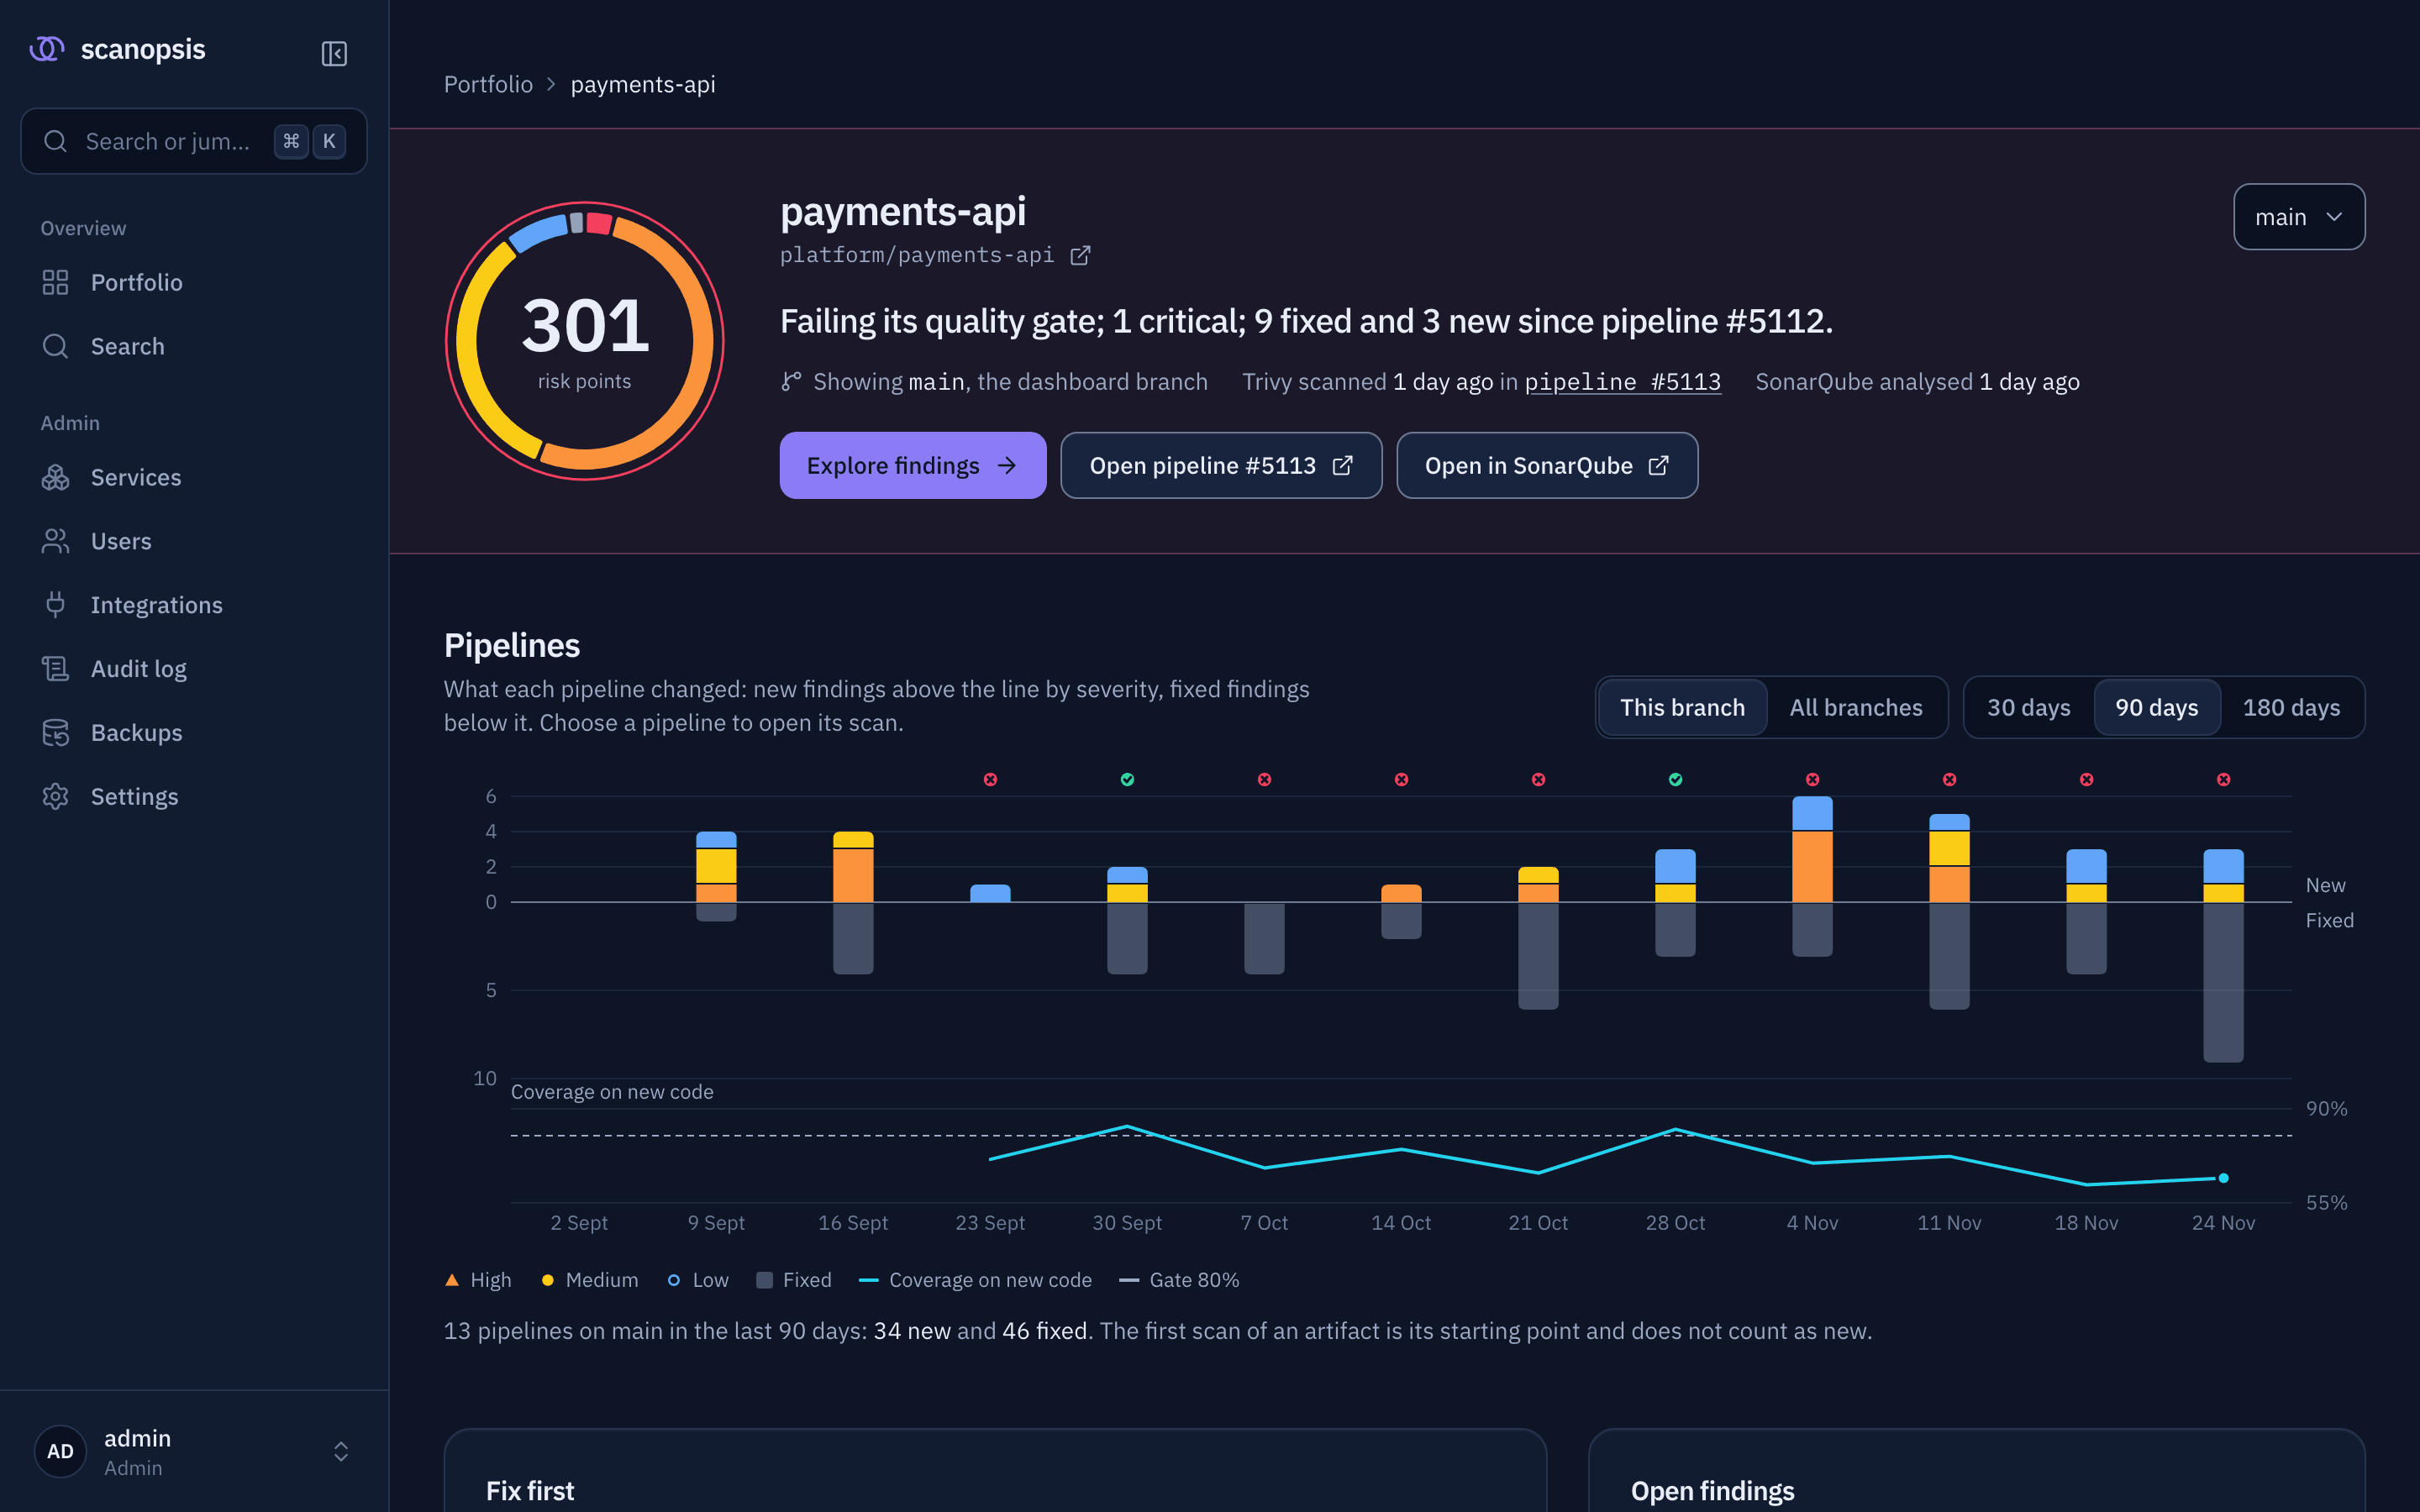 scanopsis
Search or jum... ⌘ K
Overview
Portfolio
Search
Admin
Services
Users
Integrations
Audit log
Backups
Settings
AD
admin
Admin
Portfolio > payments-api
301
risk points
payments-api
platform/payments-api
main
Failing its quality gate; 1 critical; 9 fixed and 3 new since pipeline #5112.
Showing main, the dashboard branch Trivy scanned 1 day ago in pipeline #5113 SonarQube analysed 1 day ago
Explore findings Open pipeline #5113 Open in SonarQube
Pipelines
What each pipeline changed: new findings above the line by severity, fixed findings
below it. Choose a pipeline to open its scan.
This branch All branches 30 days 90 days 180 days
6
4
2
0
5
10
New
Fixed
Coverage on new code
90%
55%
2 Sept 9 Sept 16 Sept 23 Sept 30 Sept 7 Oct 14 Oct 21 Oct 28 Oct 4 Nov 11 Nov 18 Nov 24 Nov
High Medium Low Fixed Coverage on new code Gate 80%
13 pipelines on main in the last 90 days: 34 new and 46 fixed. The first scan of an artifact is its starting point and does not count as new.
Fix first
Open findings